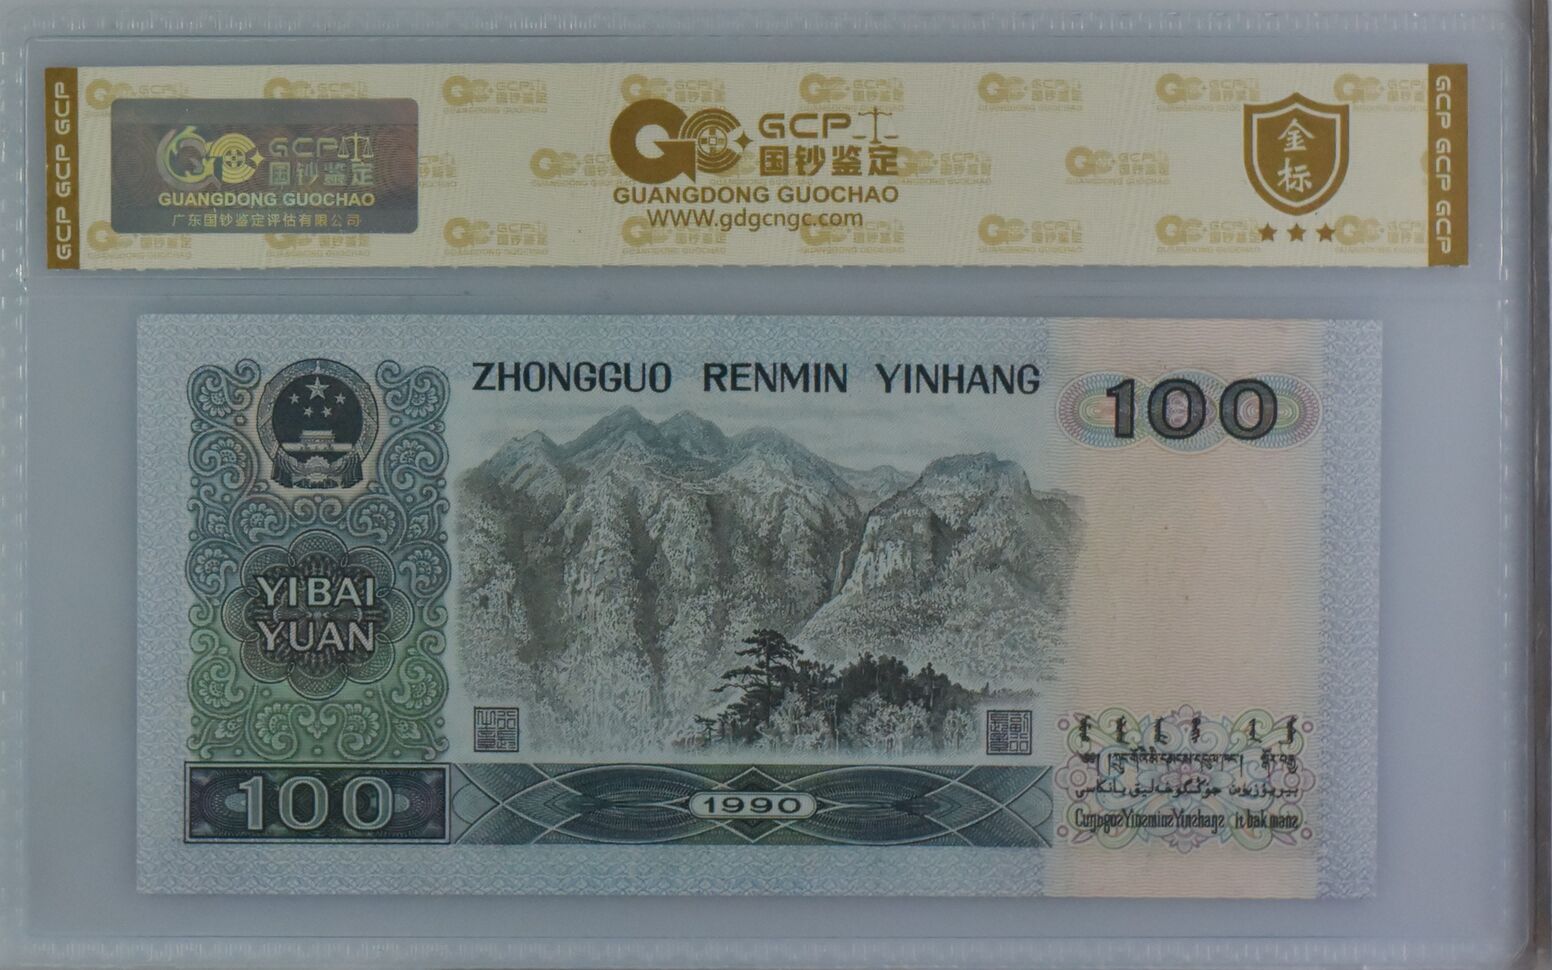 GCP GCP GCP
GCP
国钞鉴定
GUANGDONG GUOCHAO
广东国钞鉴定评估有限公司
GCP
国钞鉴定
GUANGDONG GUOCHAO
WWW.gdgcngc.com
金
标
GCP GCP GCP
ZHONGGUO RENMIN YINHANG
100
YIBAI
YUAN
100
1990